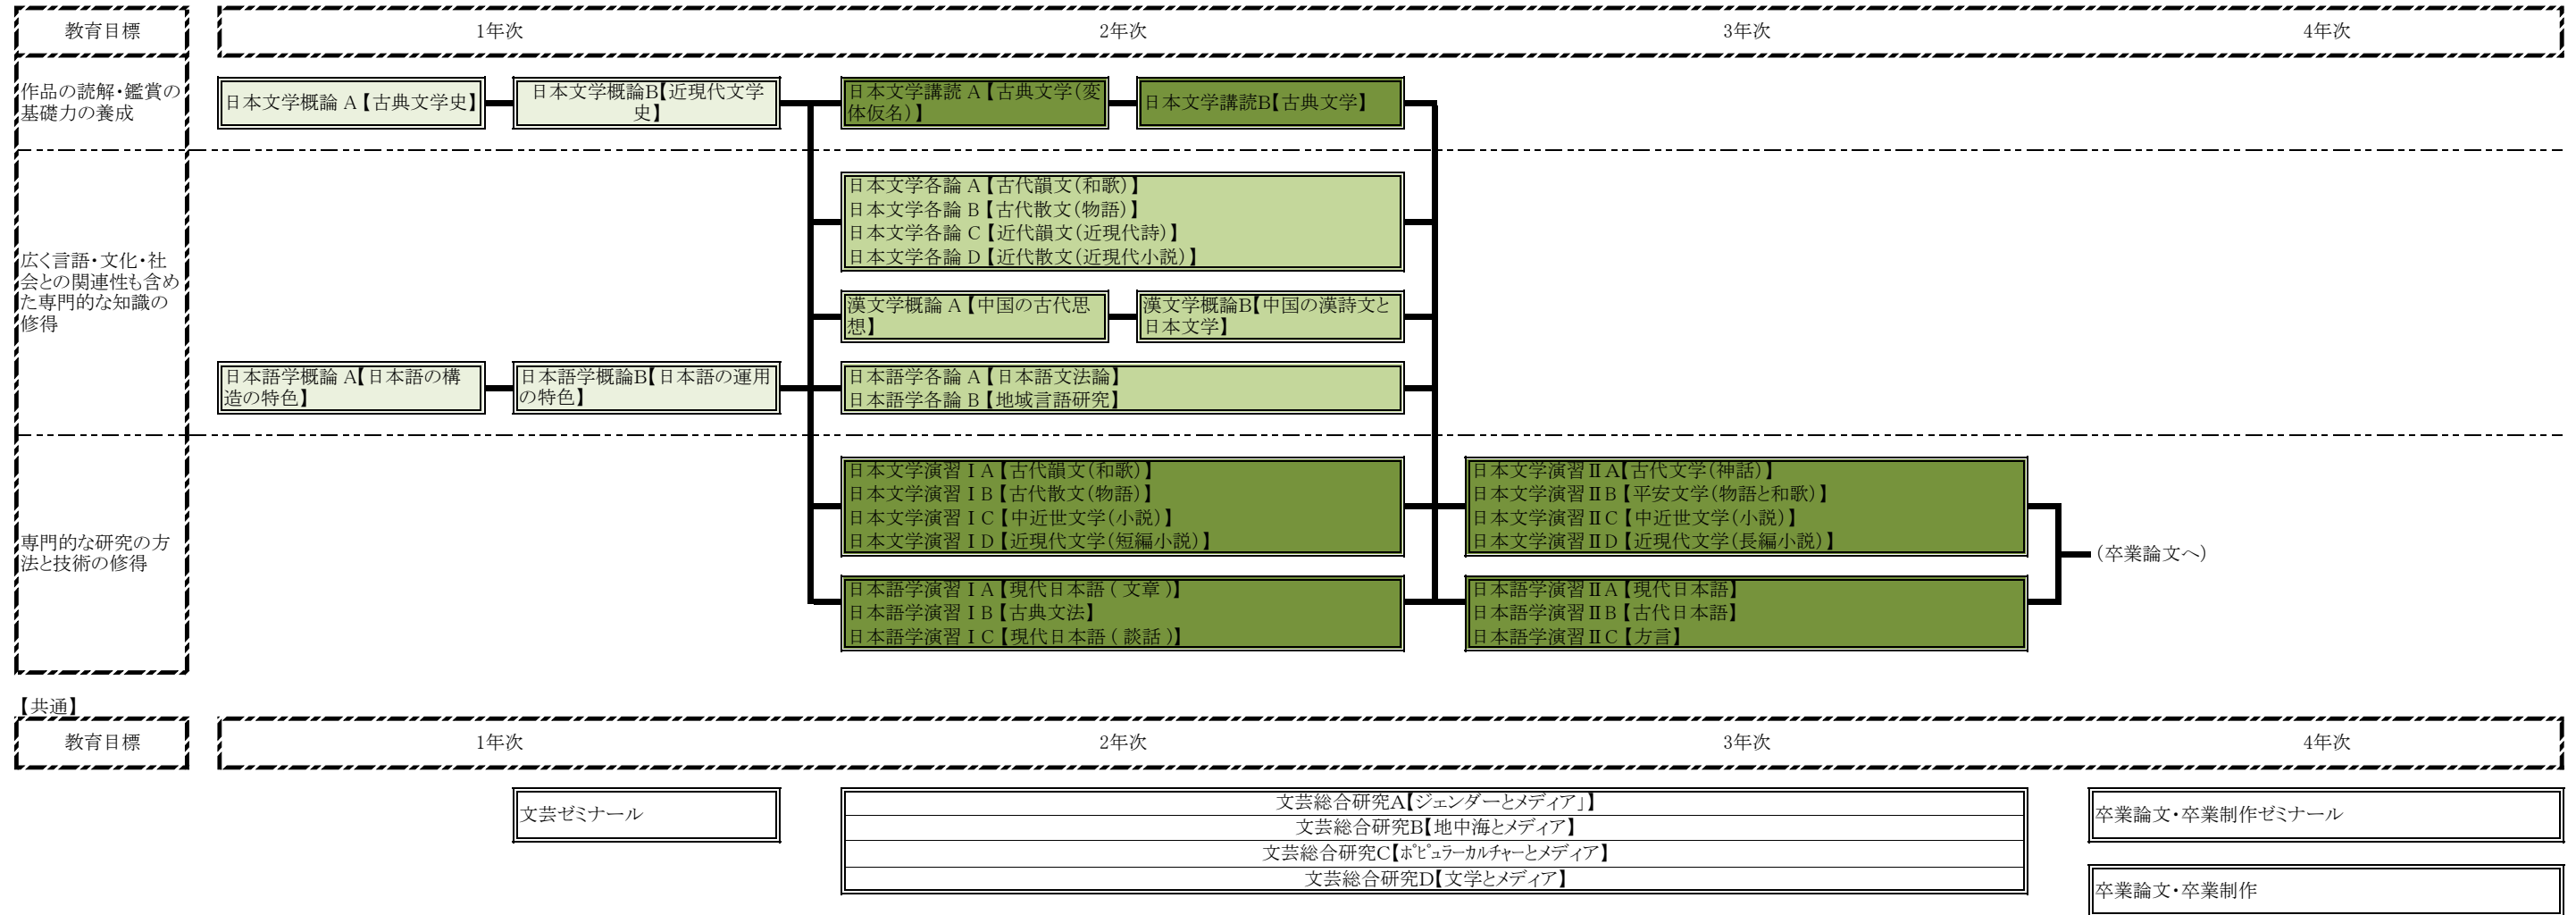 教育目標
1年次
2年次
3年次
4年次
作品の読解・鑑賞の
基礎力の養成
日本文学概論 A【古典文学史】
日本文学概論B【近現代文学
史】
日本文学講読 A【古典文学(変
体仮名)】
日本文学講読B【古典文学】
広く言語・文化・社
会との関連性も含め
た専門的な知識の
修得
日本文学各論 A【古代韻文(和歌)】
日本文学各論 B【古代散文(物語)】
日本文学各論 C【近代韻文(近現代詩)】
日本文学各論 D【近代散文(近現代小説)】
漢文学概論 A【中国の古代思
想】
漢文学概論B【中国の漢詩文と
日本文学】
日本語学概論 A【日本語の構
造の特色】
日本語学概論B【日本語の運用
の特色】
日本語学各論 A【日本語文法論】
日本語学各論 B【地域言語研究】
専門的な研究の方
法と技術の修得
日本文学演習ⅠA【古代韻文(和歌)】
日本文学演習ⅠB【古代散文(物語)】
日本文学演習ⅠC【中近世文学(小説)】
日本文学演習ⅠD【近現代文学(短編小説)】
日本文学演習ⅡA【古代文学(神話)】
日本文学演習ⅡB【平安文学(物語と和歌)】
日本文学演習ⅡC【中近世文学(小説)】
日本文学演習ⅡD【近現代文学(長編小説)】
(卒業論文へ)
日本語学演習ⅠA【現代日本語(文章)】
日本語学演習ⅠB【古典文法】
日本語学演習ⅠC【現代日本語(談話)】
日本語学演習ⅡA【現代日本語】
日本語学演習ⅡB【古代日本語】
日本語学演習ⅡC【方言】
【共通】
教育目標
1年次
2年次
3年次
4年次
文芸ゼミナール
文芸総合研究A【ジェンダーとメディア」】
文芸総合研究B【地中海とメディア】
文芸総合研究C【ポピュラーカルチャーとメディア】
文芸総合研究D【文学とメディア】
卒業論文・卒業制作ゼミナール
卒業論文・卒業制作